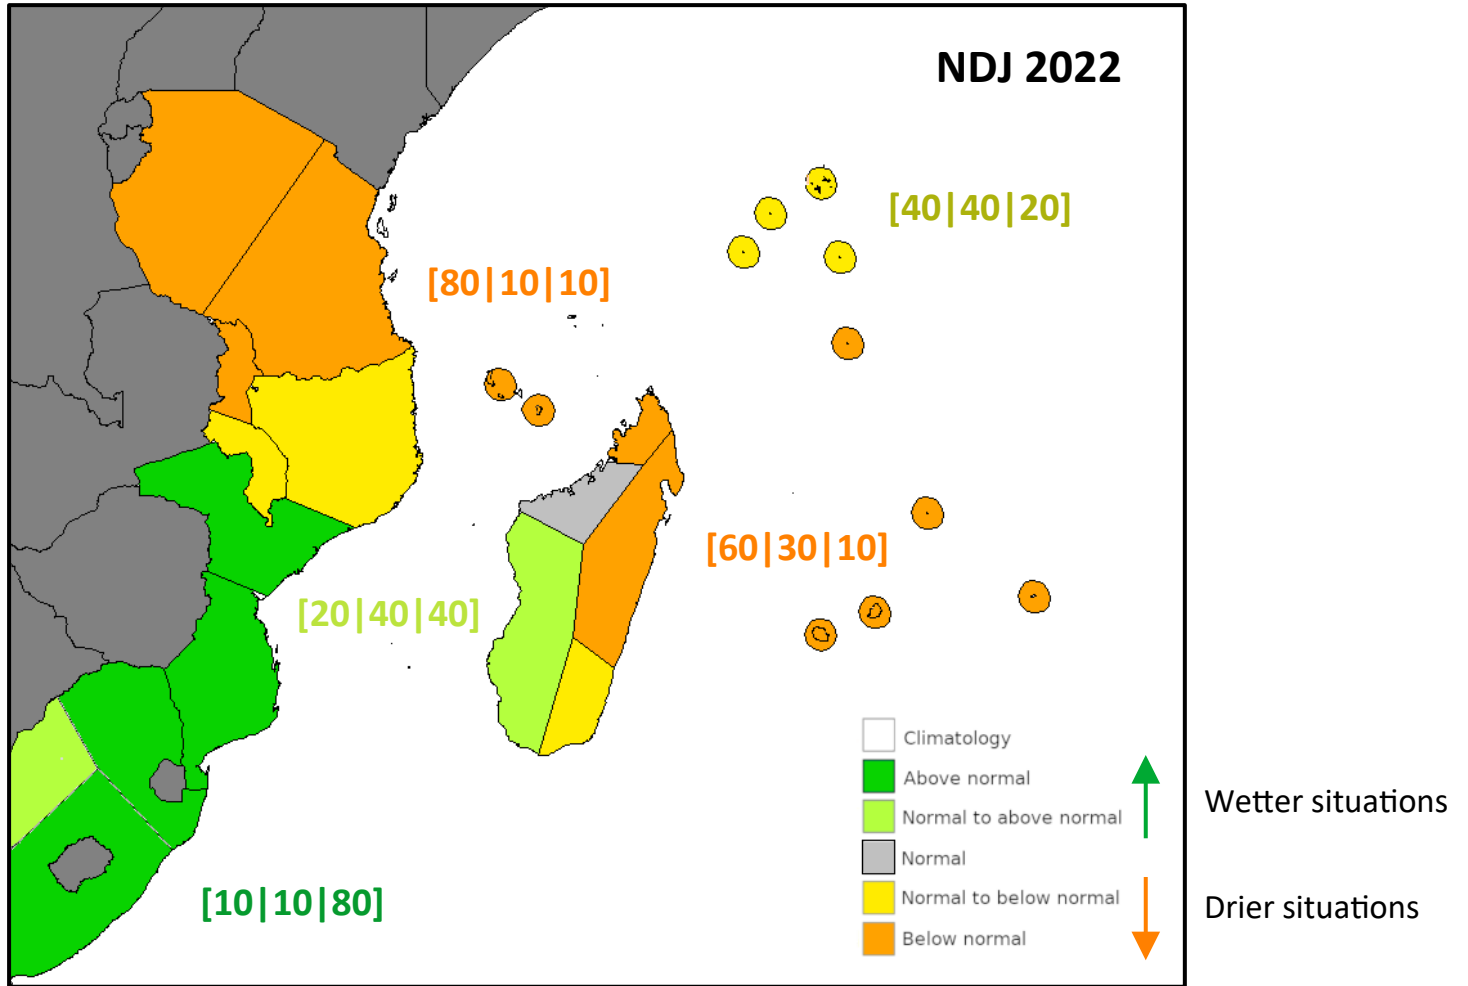 NDJ 2022
[40|40|20]
[80|10|10]
[60|30|10]
[20|40|40]
[10|10|80]
Climatology
Above normal
Normal to above normal
Normal
Normal to below normal
Below normal
Wetter situations
Drier situations